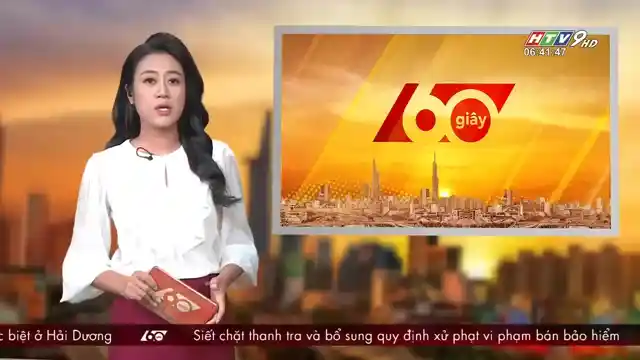 HTV9HD
06:41:47
60
giây
c biệt ở Hải Dương 60 Siết chặt thanh tra và bổ sung quy định xử phạt vi phạm bán bảo hiểm